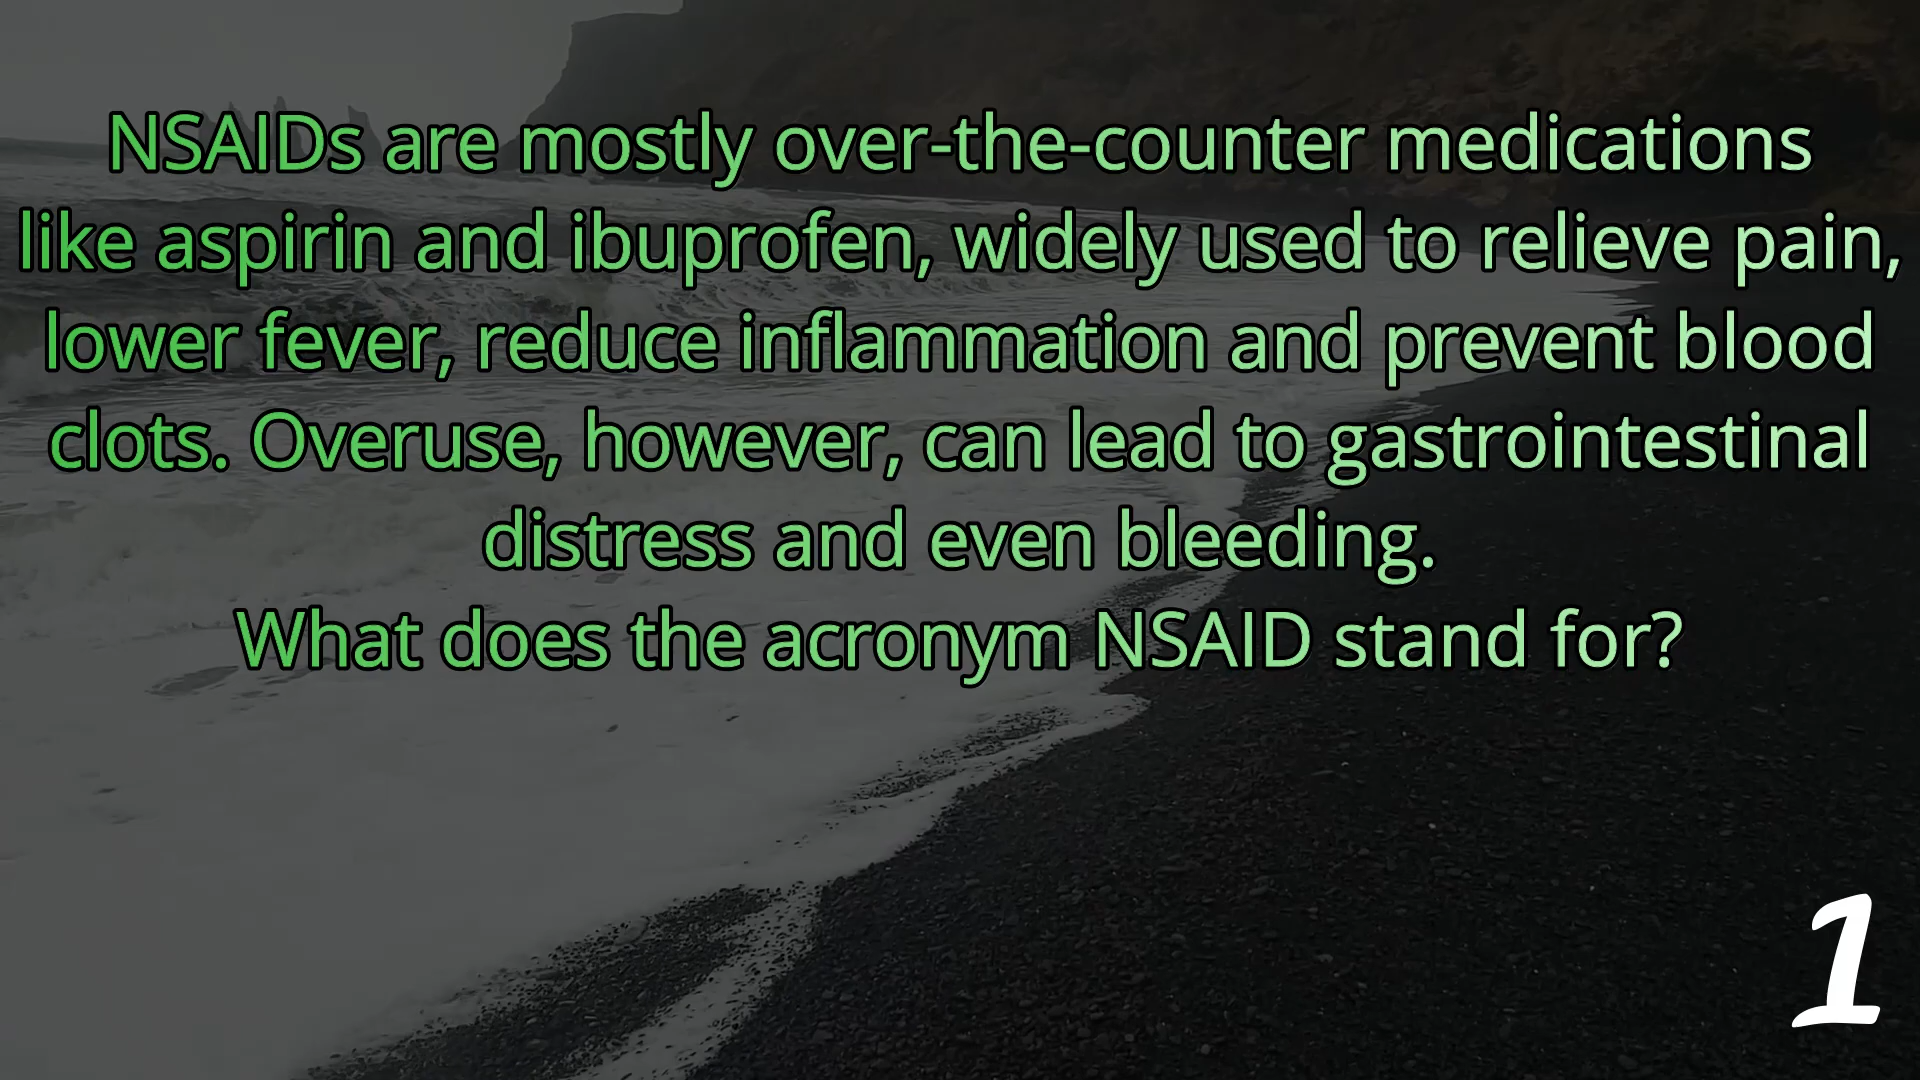 NSAIDs are mostly over-the-counter medications
like aspirin and ibuprofen, widely used to relieve pain,
lower fever, reduce inflammation and prevent blood
clots. Overuse, however, can lead to gastrointestinal
distress and even bleeding.
What does the acronym NSAID stand for?
1